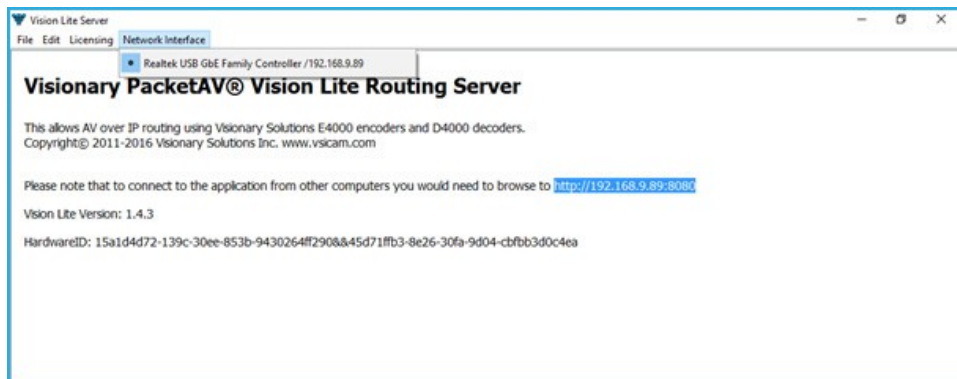 Vision Lite Server
File Edit Licensing Network Interface
Realtek USB GbE Family Controller /192.168.9.89
Visionary PacketAV® Vision Lite Routing Server
This allows AV over IP routing using Visionary Solutions E4000 encoders and D4000 decoders.
Copyright© 2011-2016 Visionary Solutions Inc. www.vsicam.com
Please note that to connect to the application from other computers you would need to browse to http://192.168.9.89:8080
Vision Lite Version: 1.4.3
HardwareID: 15a1d4d72-139c-30ee-853b-9430264ff290&&45d71ffb3-8e26-30fa-9d04-cbfbb3d0c4ea